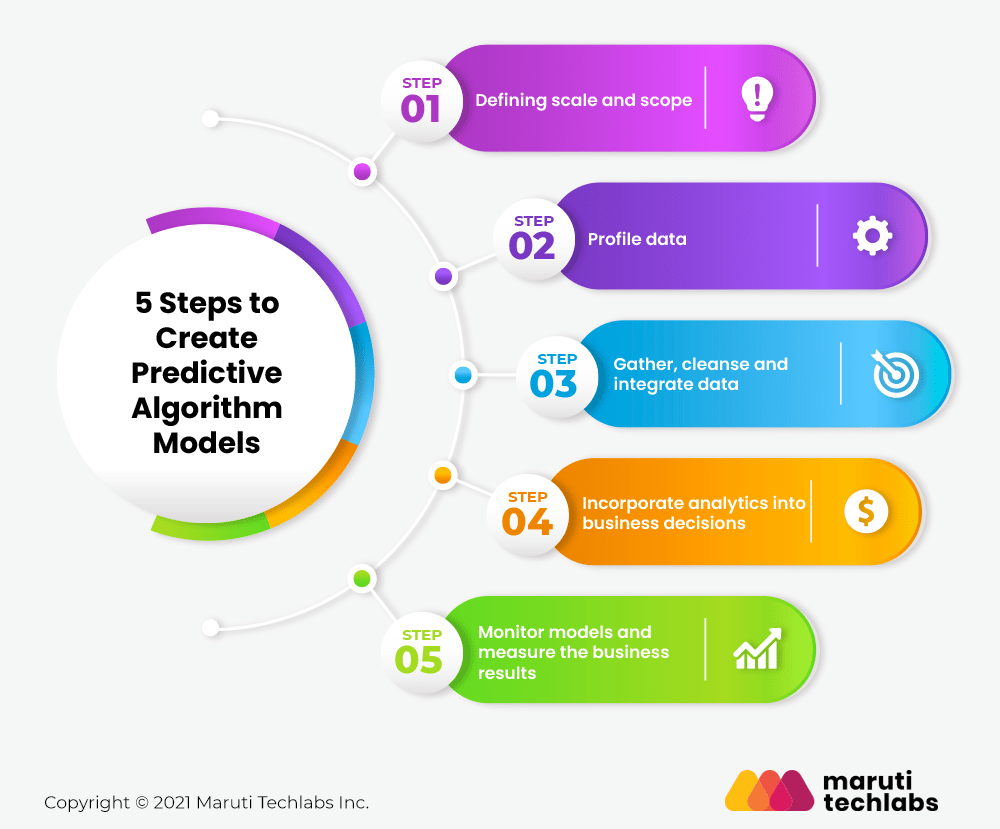 5 Steps to
Create
Predictive
Algorithm
Models
STEP
01
Defining scale and scope
STEP
02
Profile data
STEP
03
Gather, cleanse and
integrate data
STEP
04
Incorporate analytics into
business decisions
STEP
05
Monitor models and
measure the business
results
Copyright © 2021 Maruti Techlabs Inc.
maruti
techlabs